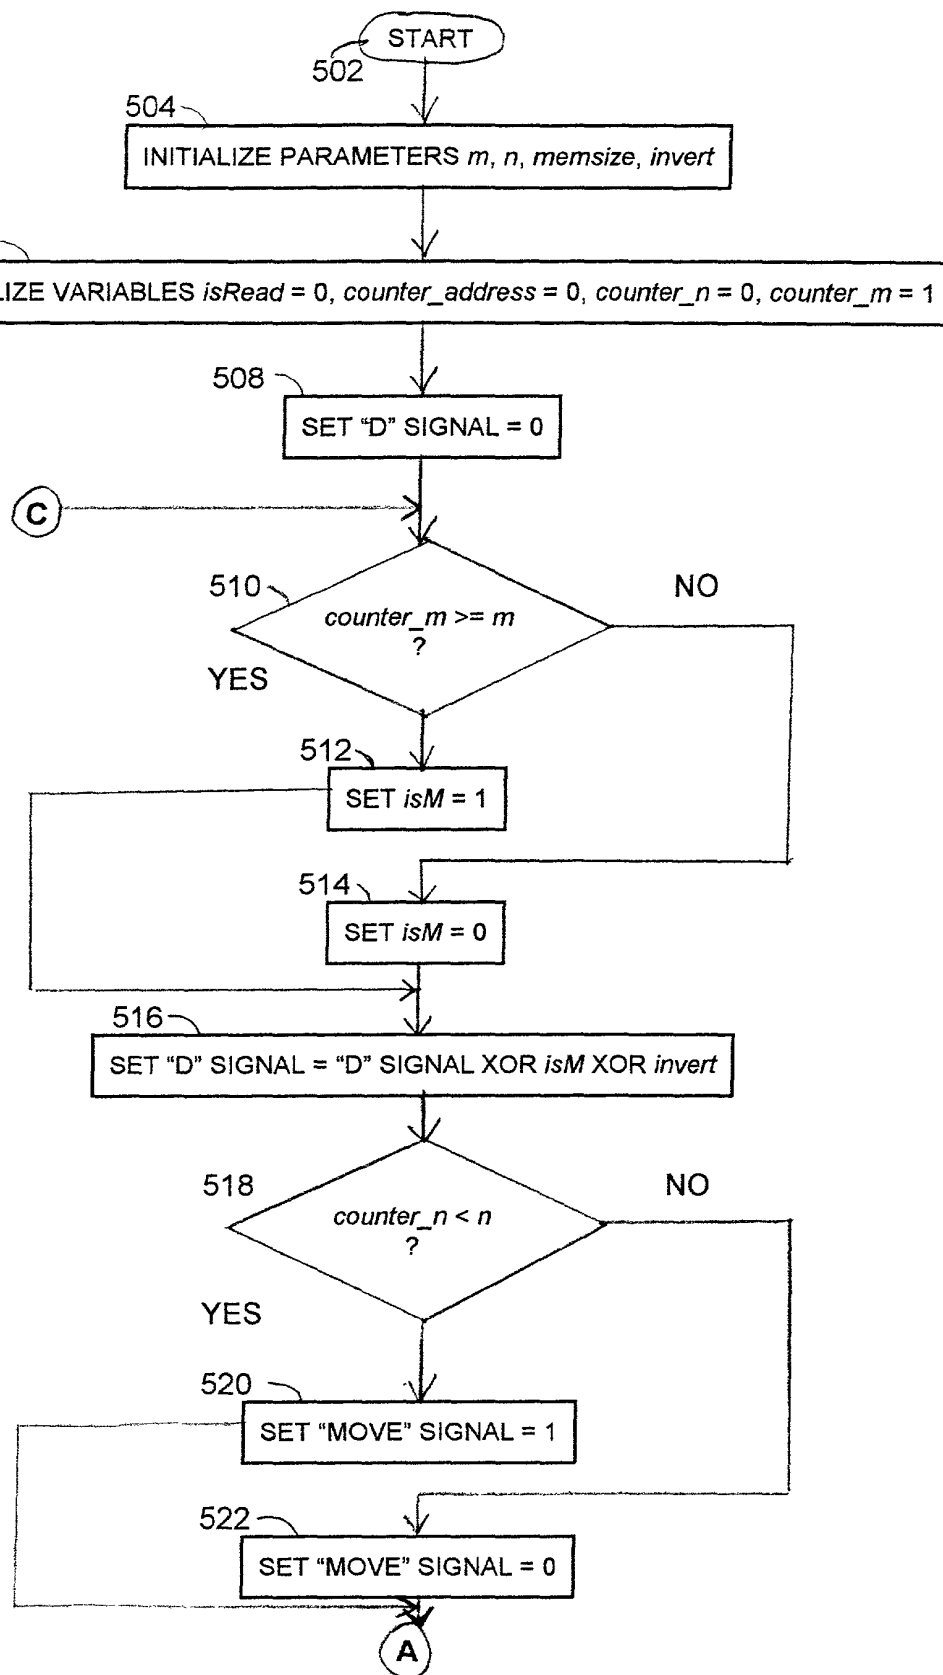 START
502
504
INITIALIZE PARAMETERS m, n, memsize, invert
VARIABLES isRead = 0, counter_address = 0, counter_n = 0, counter_m = 1
508
SET “D” SIGNAL = 0
C
510
NO
counter_m >= m
?
YES
512
SET isM = 1
514
SET isM = 0
516
SET “D” SIGNAL = “D” SIGNAL XOR isM XOR invert
518
NO
counter_n < n
?
YES
520
SET “MOVE” SIGNAL = 1
522
SET “MOVE” SIGNAL = 0
A